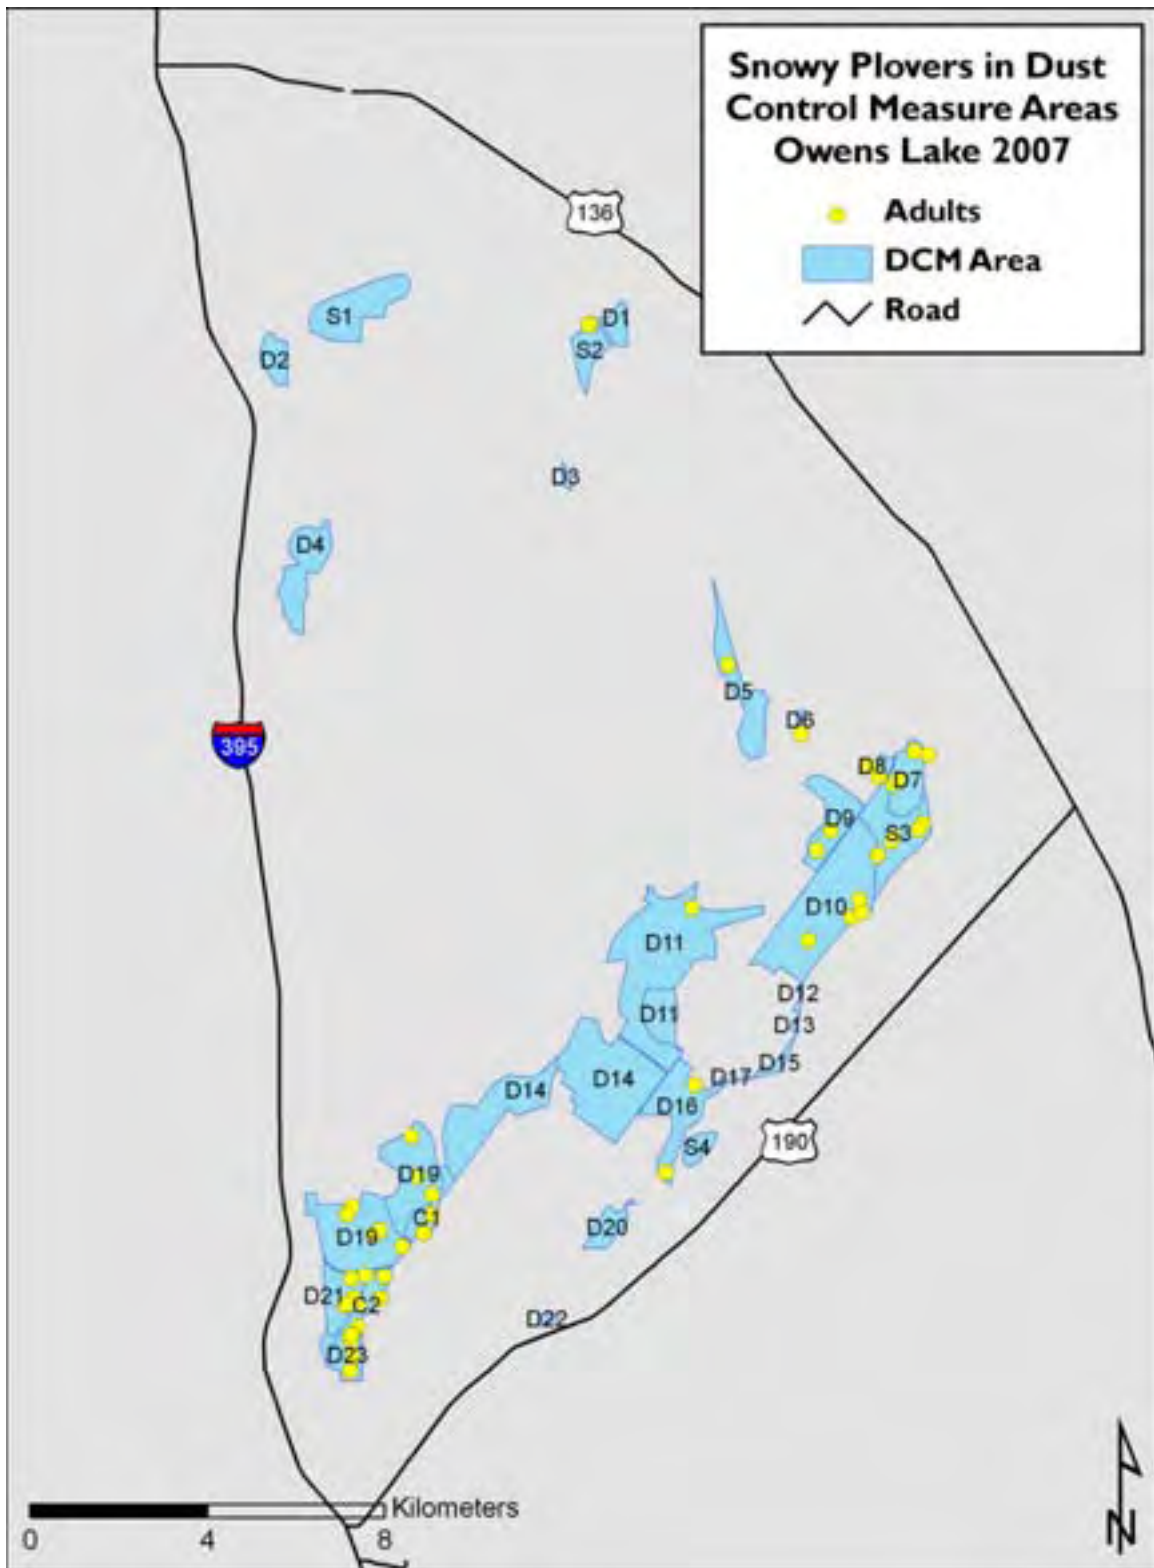 Snowy Plovers in Dust
Control Measure Areas
Owens Lake 2007
Adults
DCM Area
Road
136
S1
D1
D2
S2
D3
D4
D5
D6
395
D8
D7
D9
S3
D10
D11
D12
D11
D13
D15
D14
D17
D14
D16
190
S4
D19
C1
D20
D19
D21
C2
D22
D23
Kilometers
0 4 8
N